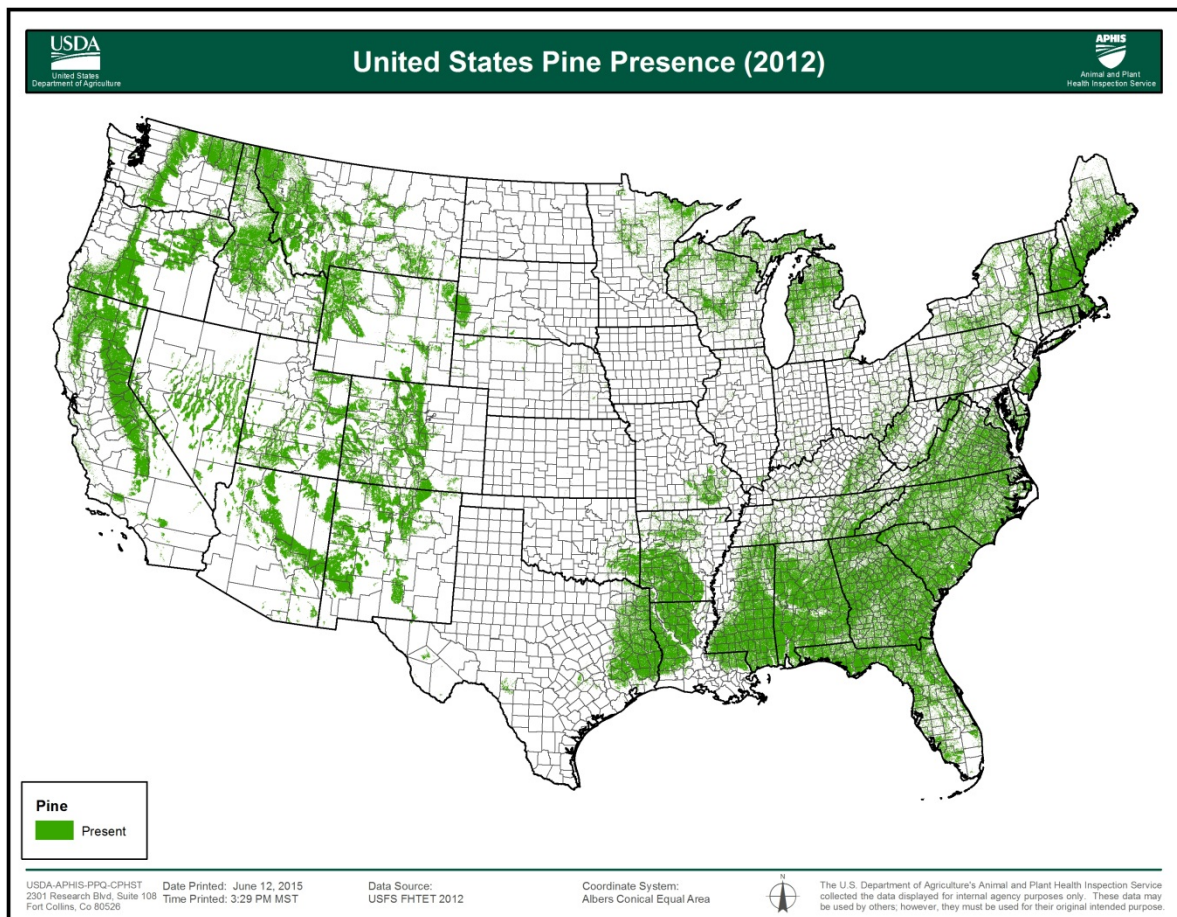 USDA
United States
Department of Agriculture
United States Pine Presence (2012)
APHIS
Animal and Plant
Health Inspection Service
Pine
Present
USDA-APHIS-PPQ-CPHST
2301 Research Blvd, Suite 108
Fort Collins, Co 80526
Date Printed: June 12, 2015
Time Printed: 3:29 PM MST
Data Source:
USFS FHTET 2012
Coordinate System:
Albers Conical Equal Area
N
The U.S. Department of Agriculture's Animal and Plant Health Inspection Service
collected the data displayed for internal agency purposes only. These data may
be used by others; however, they must be used for their original intended purpose.